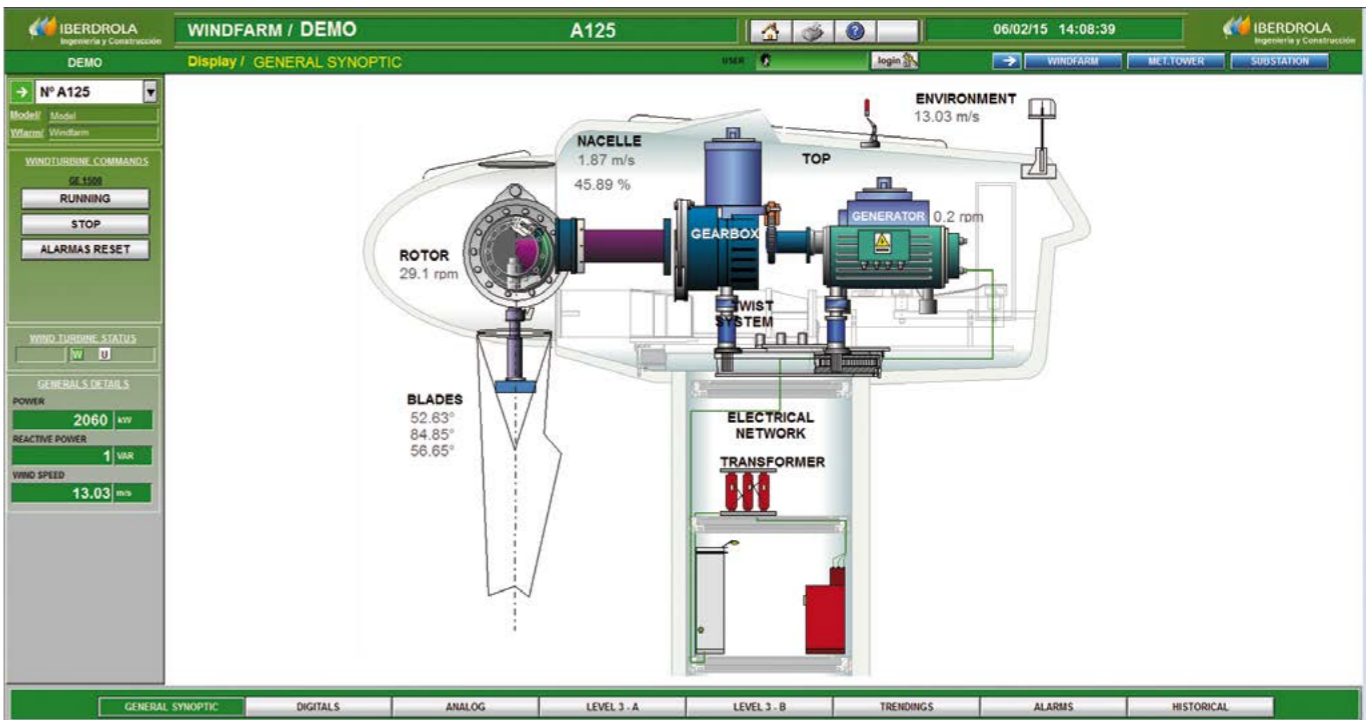 IBERDROLA
Ingeniería y Construcción
WINDFARM / DEMO
A125
06/02/15 14:08:39
IBERDROLA
Ingeniería y Construcción
DEMO
Display / GENERAL SYNOPTIC
USER
login
WINDFARM
MET.TOWER
SUBSTATION
Nº A125
Model/ Model
Wfarm/ Windfarm
WINDTURBINE COMMANDS
GE 1500
RUNNING
STOP
ALARMAS RESET
WIND TURBINE STATUS
W U
GENERALS DETAILS
POWER
2060 kW
REACTIVE POWER
1 VAR
WIND SPEED
13.03 m/s
ENVIRONMENT
13.03 m/s
NACELLE
1.87 m/s
45.89 %
TOP
ROTOR
29.1 rpm
GEARBOX
GENERATOR 0.2 rpm
TWIST
SYSTEM
BLADES
52.63°
84.85°
56.65°
ELECTRICAL
NETWORK
TRANSFORMER
GENERAL SYNOPTIC
DIGITALS
ANALOG
LEVEL 3 - A
LEVEL 3 - B
TRENDINGS
ALARMS
HISTORICAL